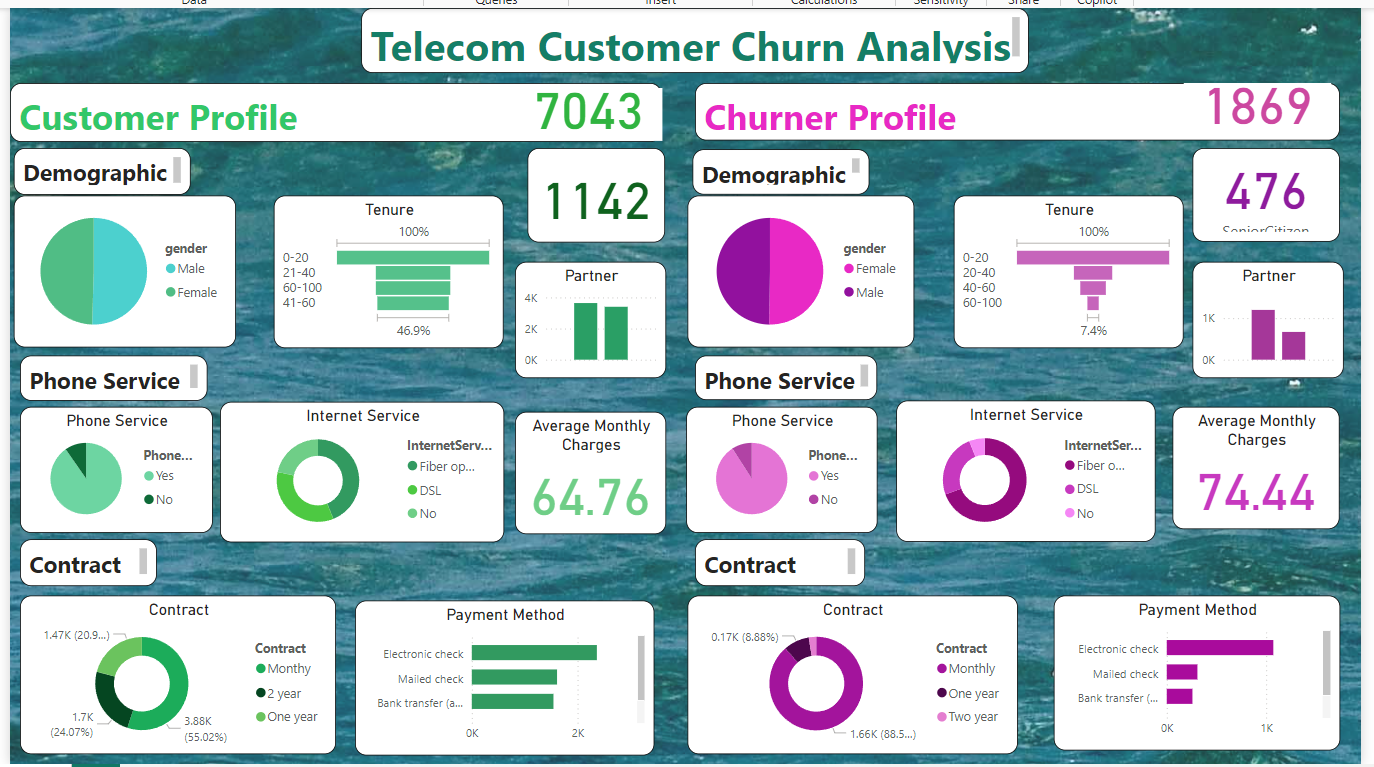 Data Queries Insert Calculations Sensitivity Share Copilot
Telecom Customer Churn Analysis
Customer Profile
7043
Churner Profile
1869
Demographic
1142
gender
Male
Female
Tenure
100%
0-20
21-40
60-100
41-60
46.9%
Partner
4K
2K
0K
Demographic
476
SeniorCitizen
gender
Female
Male
Tenure
100%
0-20
20-40
40-60
60-100
7.4%
Partner
1K
0K
Phone Service
Phone Service
Phone...
Yes
No
Internet Service
InternetServ...
Fiber op...
DSL
No
Average Monthly
Charges
64.76
Phone Service
Phone Service
Phone...
Yes
No
Internet Service
InternetSer...
Fiber o...
DSL
No
Average Monthly
Charges
74.44
Contract
Contract
1.47K (20.9...)
1.7K
(24.07%)
3.88K
(55.02%)
Contract
Monthy
2 year
One year
Payment Method
Electronic check
Mailed check
Bank transfer (a...
0K
2K
Contract
Contract
0.17K (8.88%)
1.66K (88.5...)
Contract
Monthly
One year
Two year
Payment Method
Electronic check
Mailed check
Bank transfer (...
0K
1K